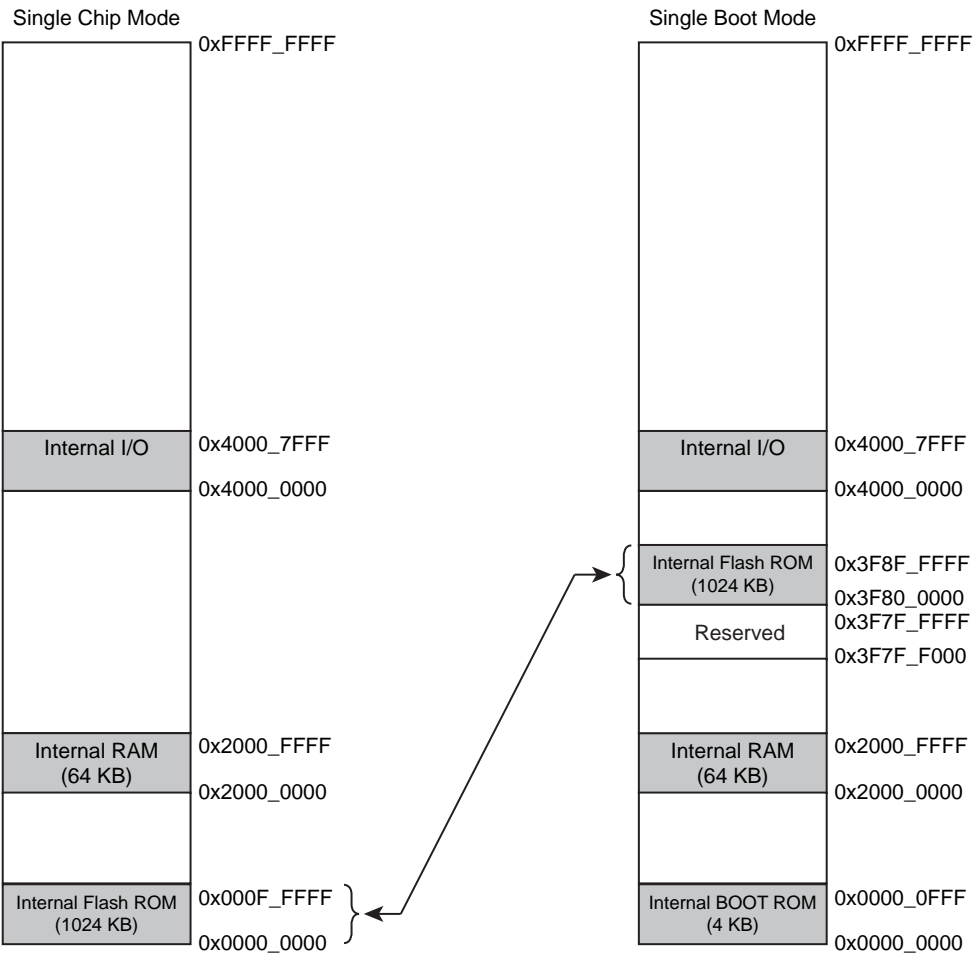 Single Chip Mode
0xFFFF_FFFF
Internal I/O
0x4000_7FFF
0x4000_0000
Internal RAM
(64 KB)
0x2000_FFFF
0x2000_0000
Internal Flash ROM
(1024 KB)
0x000F_FFFF
0x0000_0000
Single Boot Mode
0xFFFF_FFFF
Internal I/O
0x4000_7FFF
0x4000_0000
Internal Flash ROM
(1024 KB)
0x3F8F_FFFF
0x3F80_0000
Reserved
0x3F7F_FFFF
0x3F7F_F000
Internal RAM
(64 KB)
0x2000_FFFF
0x2000_0000
Internal BOOT ROM
(4 KB)
0x0000_0FFF
0x0000_0000